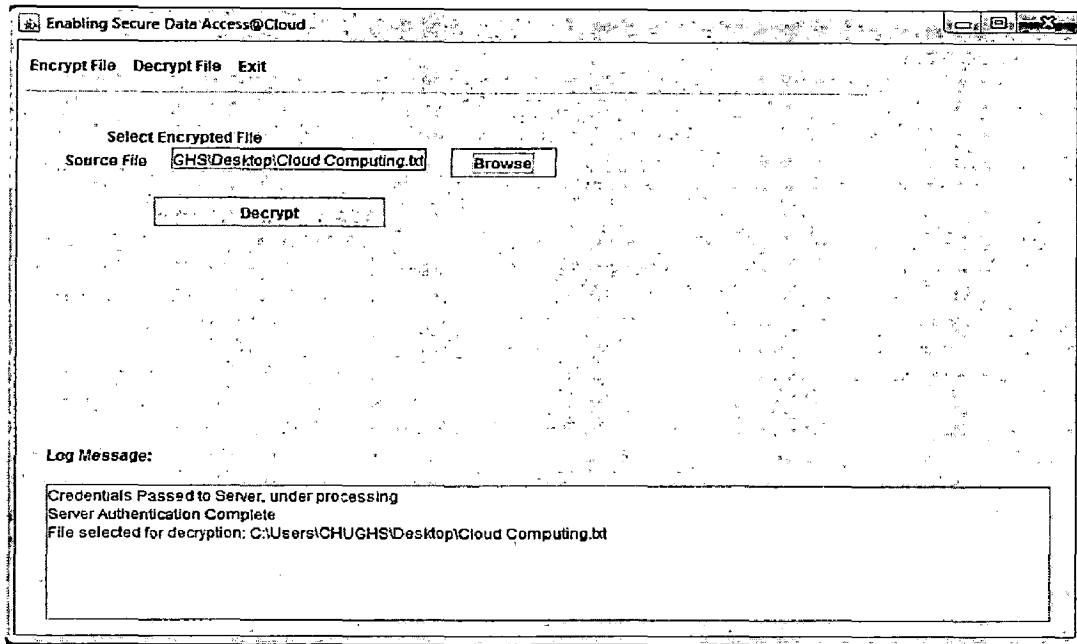 Enabling Secure Data Access@Cloud
Encrypt File Decrypt File Exit
Select Encrypted File
Source File GHS\Desktop\Cloud Computing.txt Browse
Decrypt
Log Message:
Credentials Passed to Server, under processing
Server Authentication Complete
File selected for decryption: C:\Users\CHUGHS\Desktop\Cloud Computing.txt